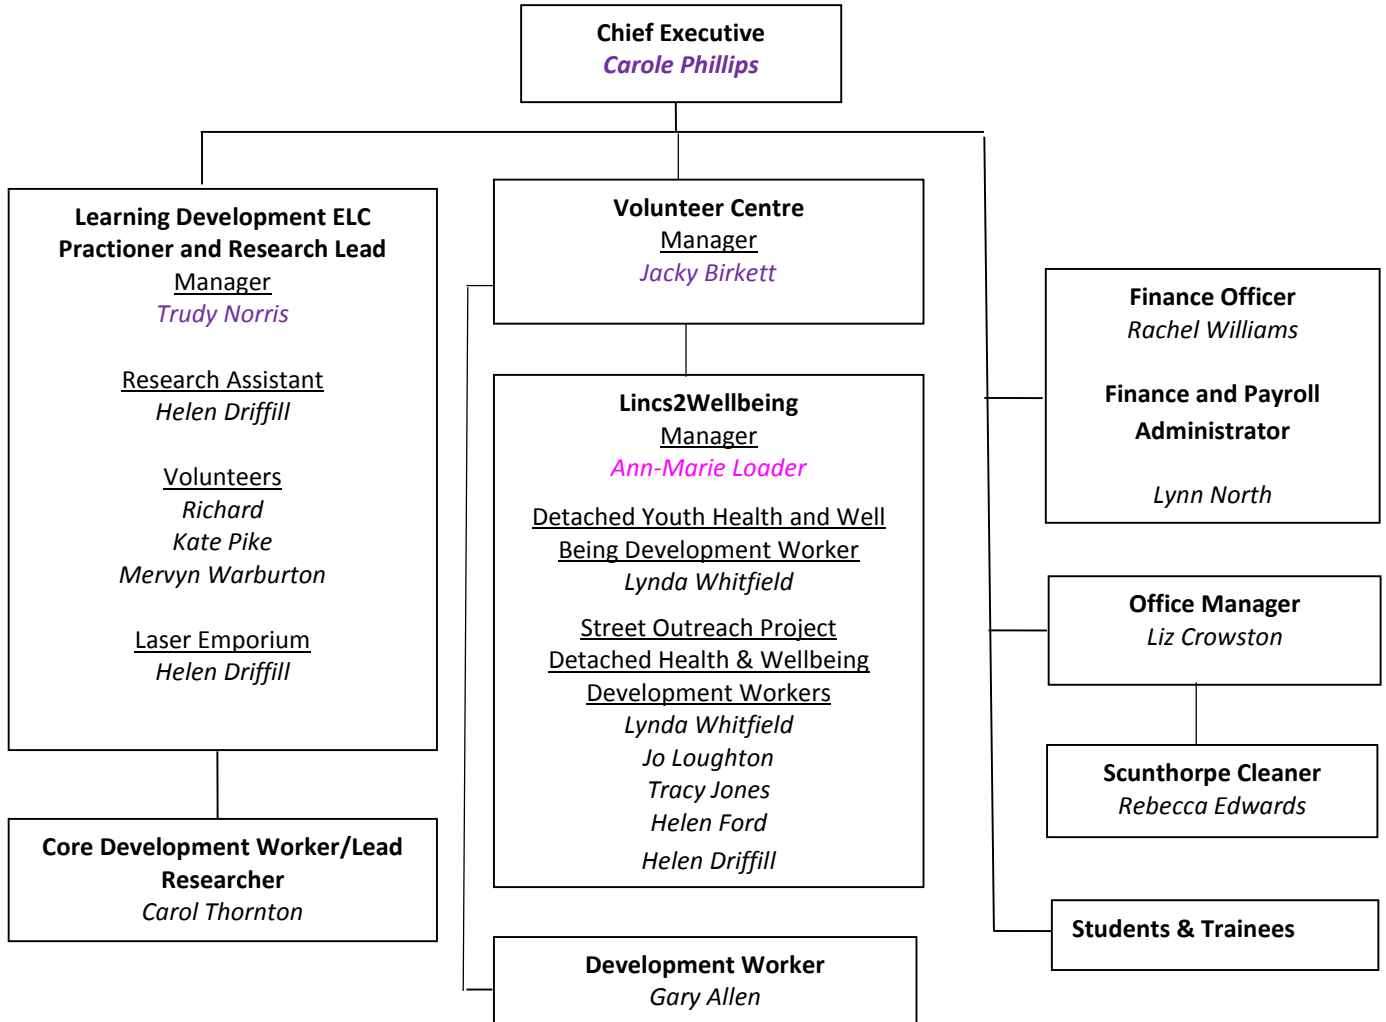 Chief Executive
Carole Phillips
Learning Development ELC
Practioner and Research Lead
Manager
Trudy Norris
Research Assistant
Helen Driffill
Volunteers
Richard
Kate Pike
Mervyn Warburton
Laser Emporium
Helen Driffill
Core Development Worker/Lead
Researcher
Carol Thornton
Volunteer Centre
Manager
Jacky Birkett
Lincs2Wellbeing
Manager
Ann-Marie Loader
Detached Youth Health and Well
Being Development Worker
Lynda Whitfield
Street Outreach Project
Detached Health & Wellbeing
Development Workers
Lynda Whitfield
Jo Loughton
Tracy Jones
Helen Ford
Helen Driffill
Development Worker
Gary Allen
Finance Officer
Rachel Williams
Finance and Payroll
Administrator
Lynn North
Office Manager
Liz Crowston
Scunthorpe Cleaner
Rebecca Edwards
Students & Trainees